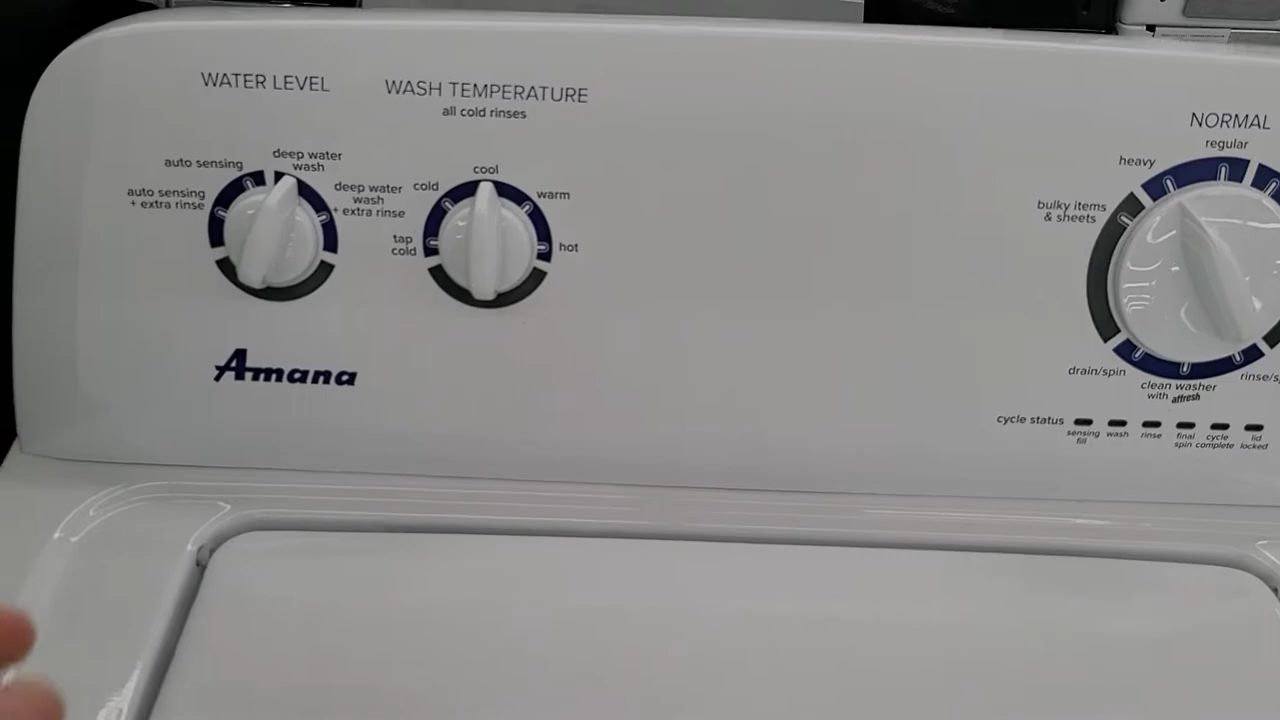 WATER LEVEL
auto sensing
deep water
wash
auto sensing
+ extra rinse
deep water
wash
+ extra rinse
WASH TEMPERATURE
all cold rinses
cool
cold
warm
tap
cold
hot
Amana
NORMAL
regular
heavy
bulky items
& sheets
drain/spin
clean washer
with affresh
rinse/s
cycle status
sensing
fill
wash
rinse
final
spin
cycle
complete
lid
locked